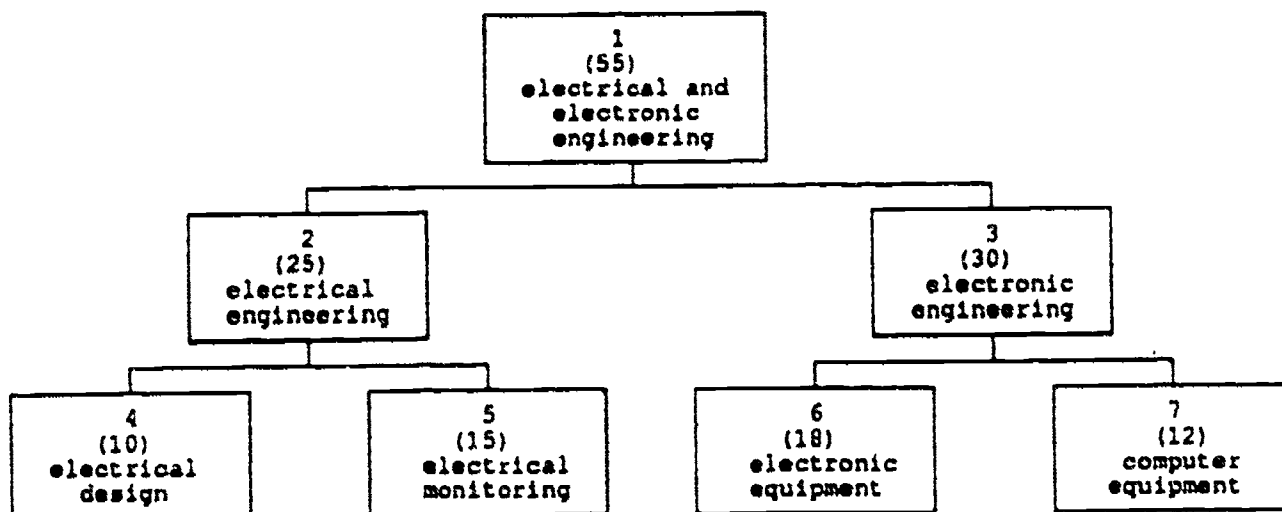 1
(55)
electrical and
electronic
engineering
2
(25)
electrical
engineering
3
(30)
electronic
engineering
4
(10)
electrical
design
5
(15)
electrical
monitoring
6
(18)
electronic
equipment
7
(12)
computer
equipment